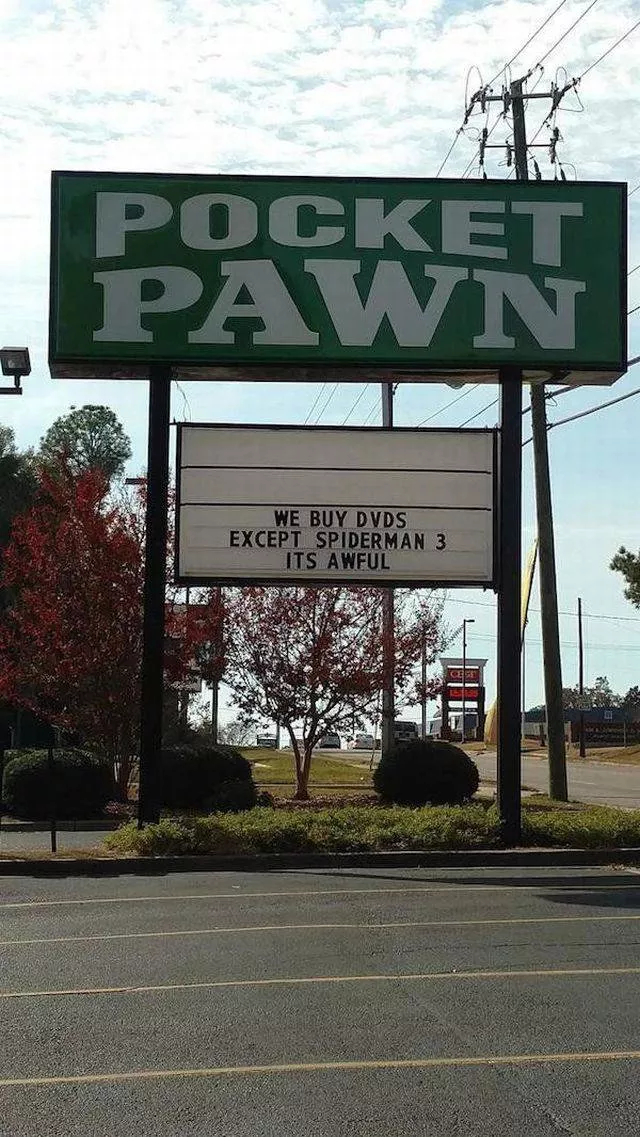 POCKET
PAWN
WE BUY DVDS
EXCEPT SPIDERMAN 3
ITS AWFUL